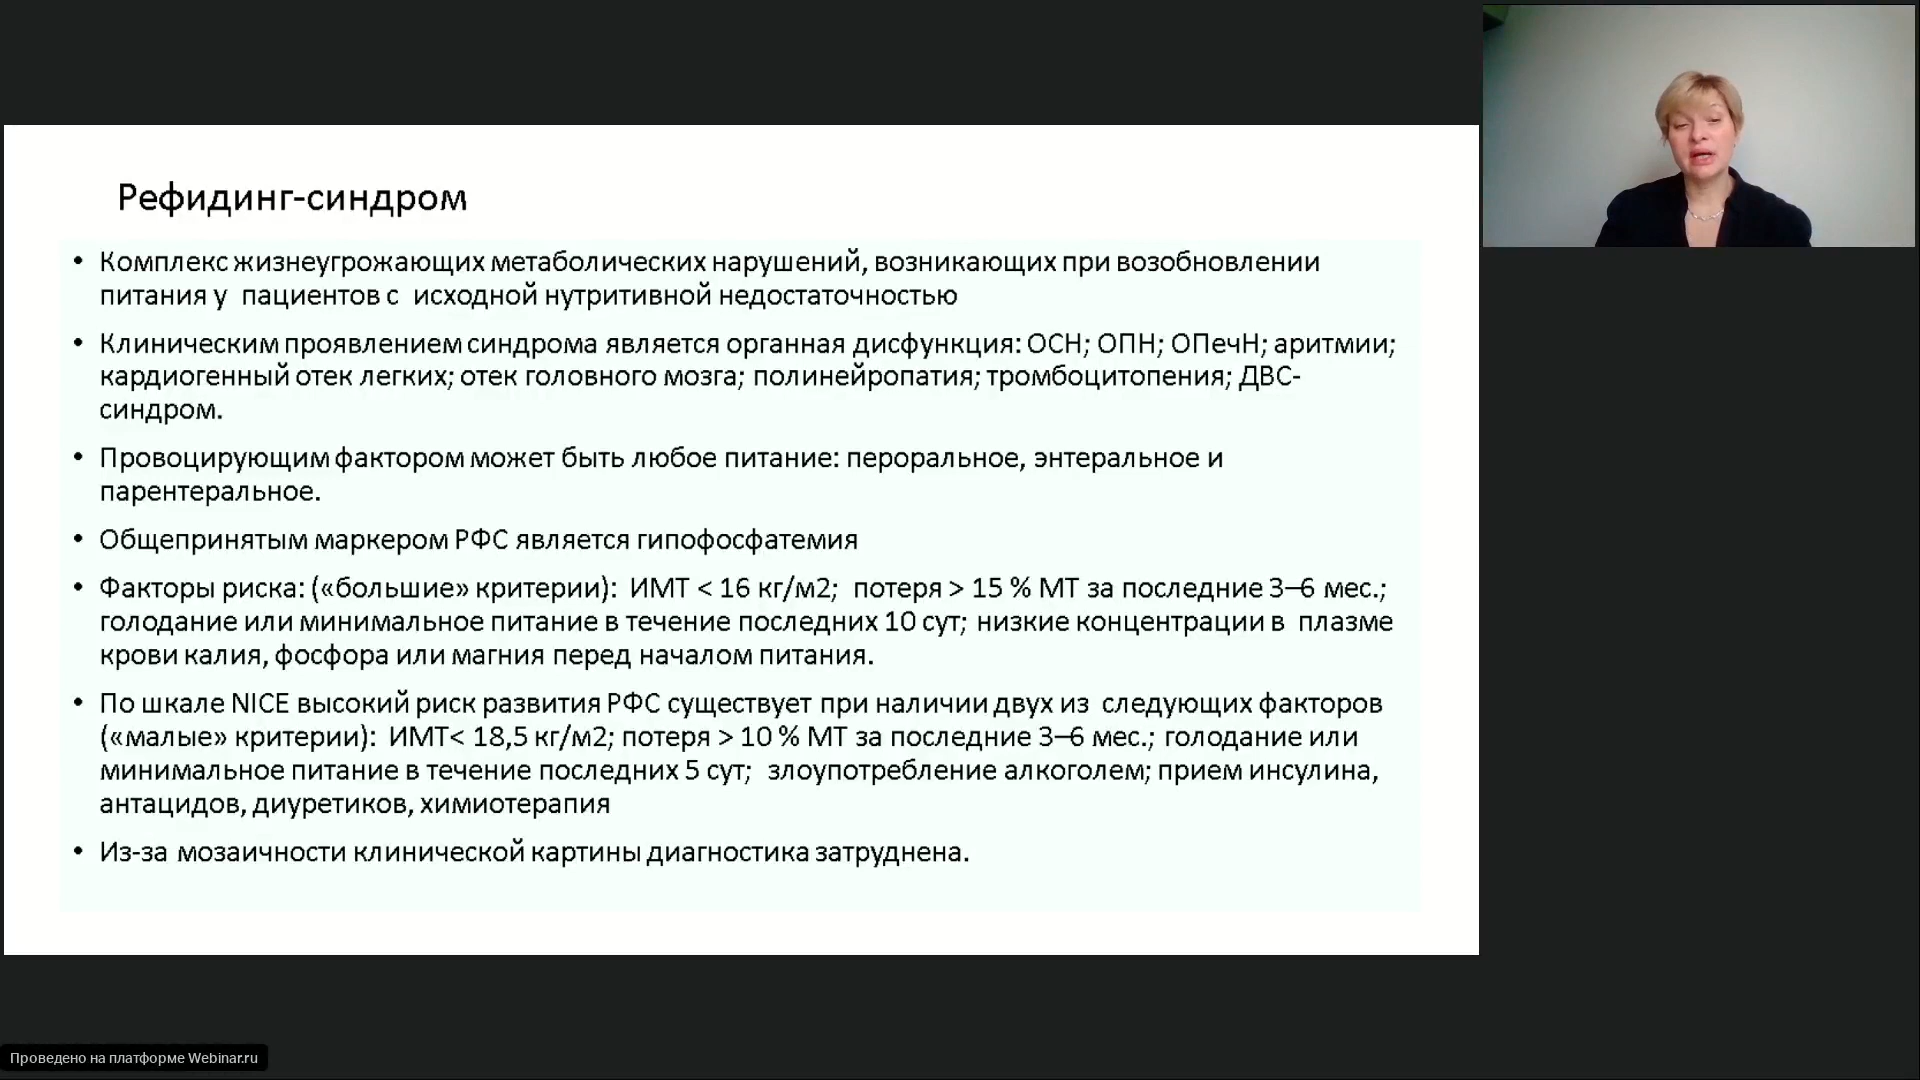 Рефидинг-синдром
• Комплекс жизнеугрожающих метаболических нарушений, возникающих при возобновлении
питания у пациентов с исходной нутритивной недостаточностью
• Клиническим проявлением синдрома является органная дисфункция: ОСН; ОПН; ОПечН; аритмии;
кардиогенный отек легких; отек головного мозга; полинейропатия; тромбоцитопения; ДВС-
синдром.
• Провоцирующим фактором может быть любое питание: пероральное, энтеральное и
парентеральное.
• Общепринятым маркером РФС является гипофосфатемия
• Факторы риска: («большие» критерии): ИМТ < 16 кг/м2; потеря > 15 % МТ за последние 3–6 мес.;
голодание или минимальное питание в течение последних 10 сут; низкие концентрации в плазме
крови калия, фосфора или магния перед началом питания.
• По шкале NICE высокий риск развития РФС существует при наличии двух из следующих факторов
(«малые» критерии): ИМТ< 18,5 кг/м2; потеря > 10 % МТ за последние 3–6 мес.; голодание или
минимальное питание в течение последних 5 сут; злоупотребление алкоголем; прием инсулина,
антацидов, диуретиков, химиотерапия
• Из-за мозаичности клинической картины диагностика затруднена.
Проведено на платформе Webinar.ru